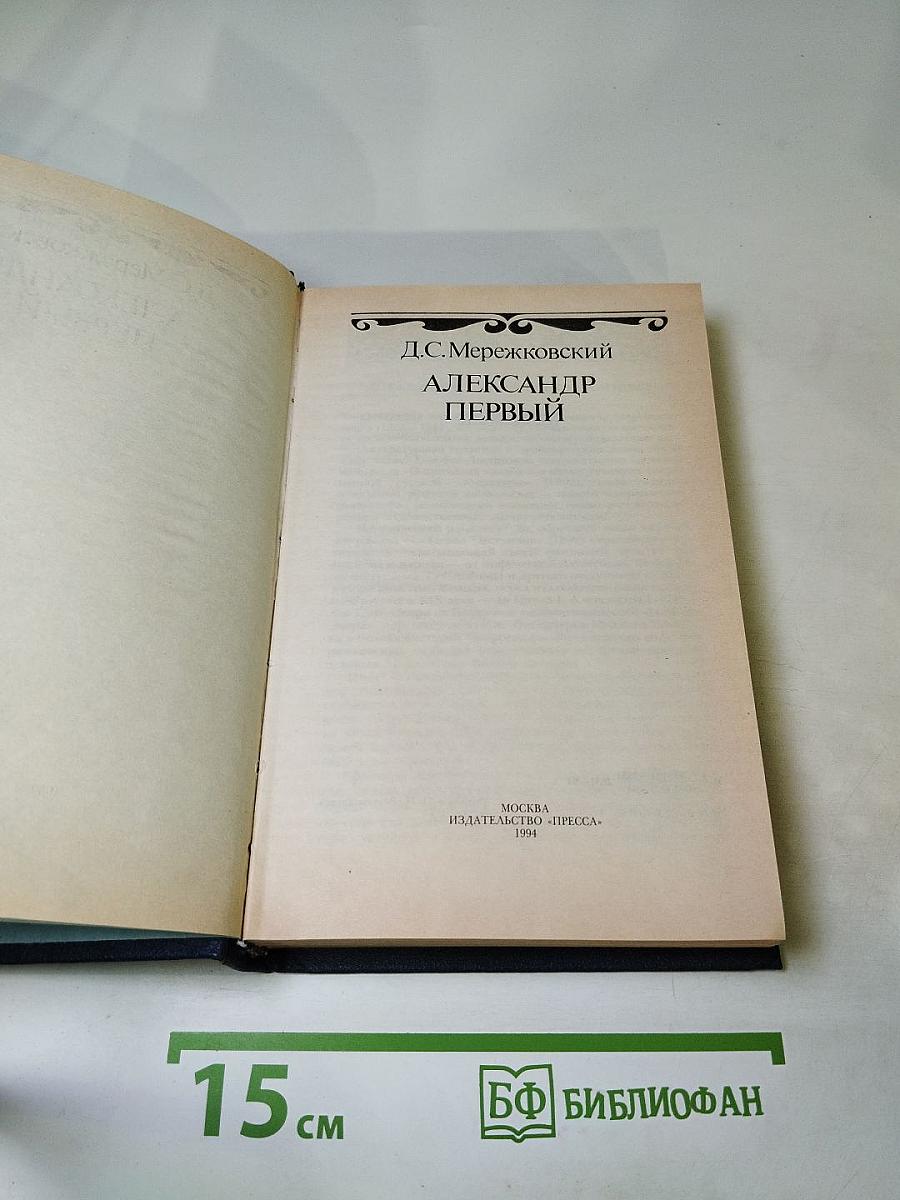 Д.С.Мережковский
АЛЕКСАНДР
ПЕРВЫЙ
МОСКВА
ИЗДАТЕЛЬСТВО «ПРЕССА»
1994
15 см
БФ БИБЛИОФАН